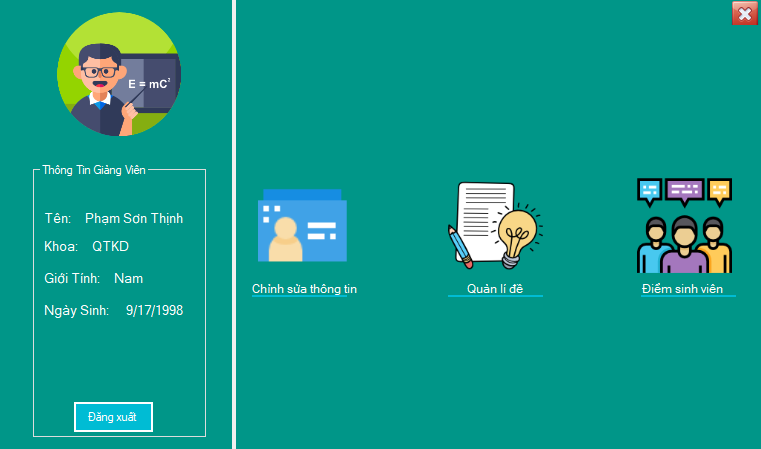 E = mC²
Thông Tin Giảng Viên
Tên: Phạm Sơn Thịnh
Khoa: QTKD
Giới Tính: Nam
Ngày Sinh: 9/17/1998
Đăng xuất
Chỉnh sửa thông tin
Quản lí đề
Điểm sinh viên